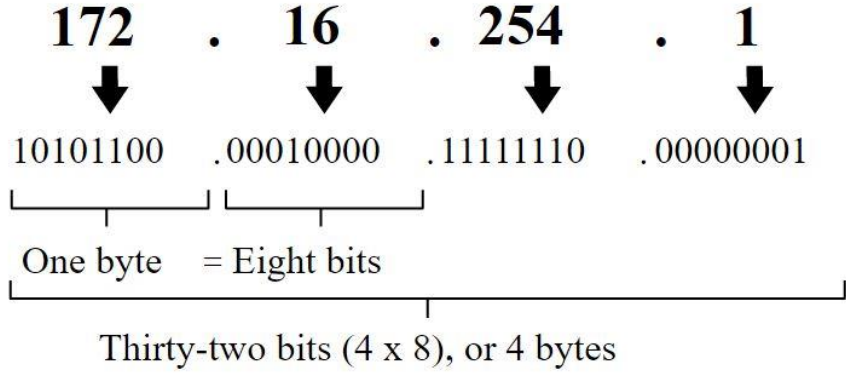 172 . 16 . 254 . 1
10101100 .00010000 .11111110 .00000001
One byte = Eight bits
Thirty-two bits (4 x 8), or 4 bytes